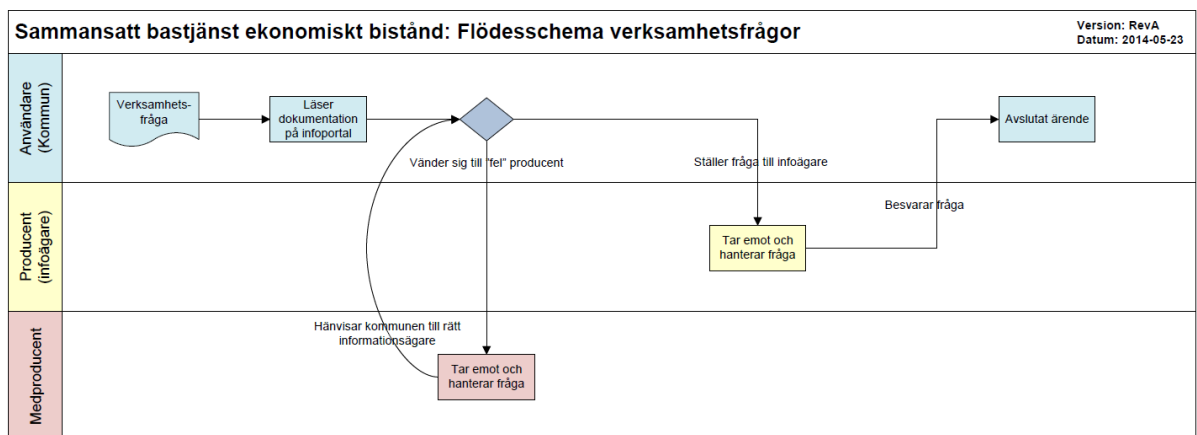 Sammansatt bastjänst ekonomiskt bistånd: Flödesschema verksamhetsfrågor
Version: RevA
Datum: 2014-05-23
Användare
(Kommun)
Verksamhets-
fråga
Läser
dokumentation
på infoportal
Vänder sig till "fel" producent
Ställer fråga till infoägare
Avslutat ärende
Producent
(infoägare)
Besvarar fråga
Tar emot och
hanterar fråga
Medproducent
Hänvisar kommunen till rätt
informationsägare
Tar emot och
hanterar fråga